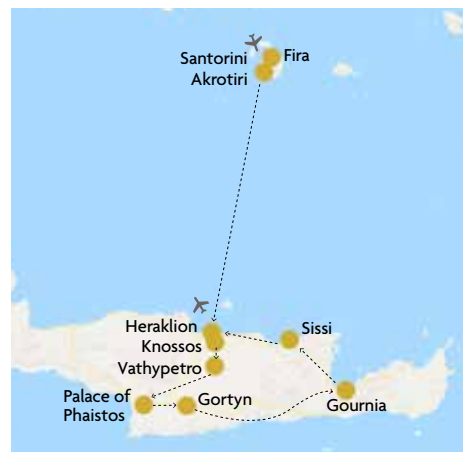 Santorini
Fira
Akrotiri
Heraklion
Knossos
Sissi
Vathypetro
Palace of
Phaistos
Gortyn
Gournia